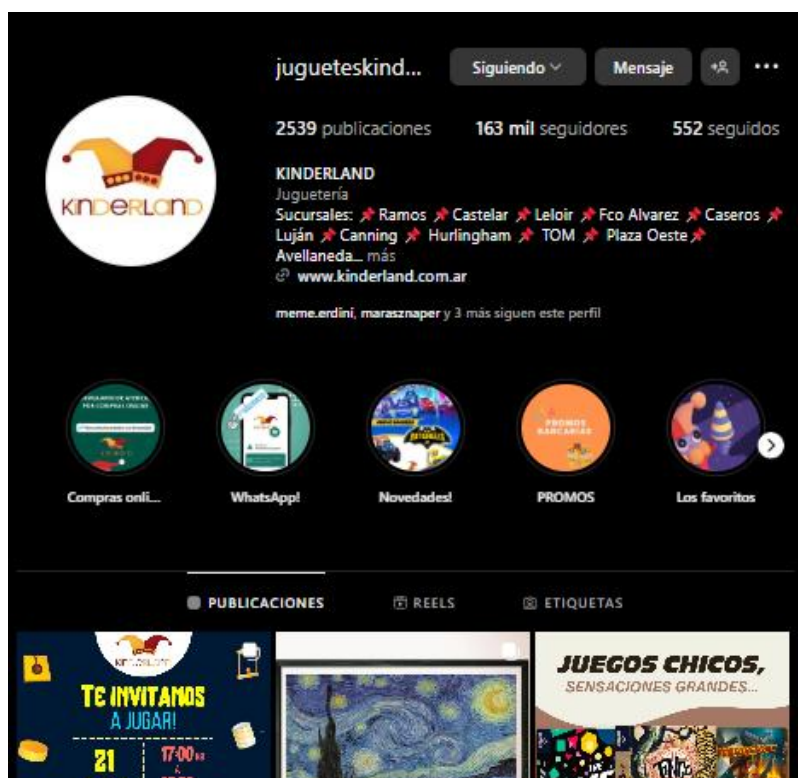 jugueteskind...
Siguiendo
Mensaje
2539 publicaciones
163 mil seguidores
552 seguidos
KINDERLAND
KINDERLAND
Juguetería
Sucursales: 📌 Ramos 📌 Castelar 📌 Leloir 📌 Fco Alvarez 📌 Caseros 📌
Luján 📌 Canning 📌 Hurlingham 📌 TOM 📌 Plaza Oeste 📌
Avellaneda... más
www.kinderland.com.ar
meme.erdini, marasznaper y 3 más siguen este perfil
PROMOS
BANCARIAS
Compras onli...
WhatsApp!
Novedades!
PROMOS
Los favoritos
PUBLICACIONES
REELS
ETIQUETAS
KINDERLAND
TE INVITAMOS
A JUGAR!
21
17:00 HS
A
JUEGOS CHICOS,
SENSACIONES GRANDES...